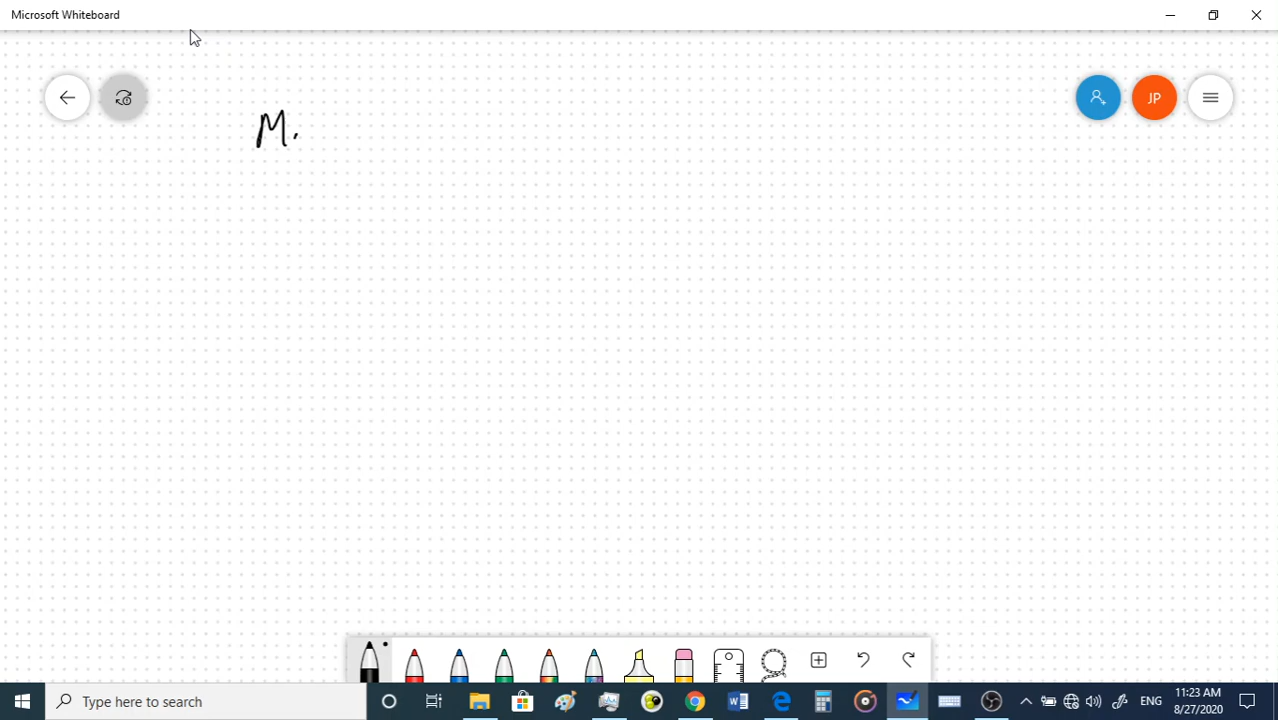 Microsoft Whiteboard
JP
M.
Type here to search
ENG
11:23 AM
8/27/2020